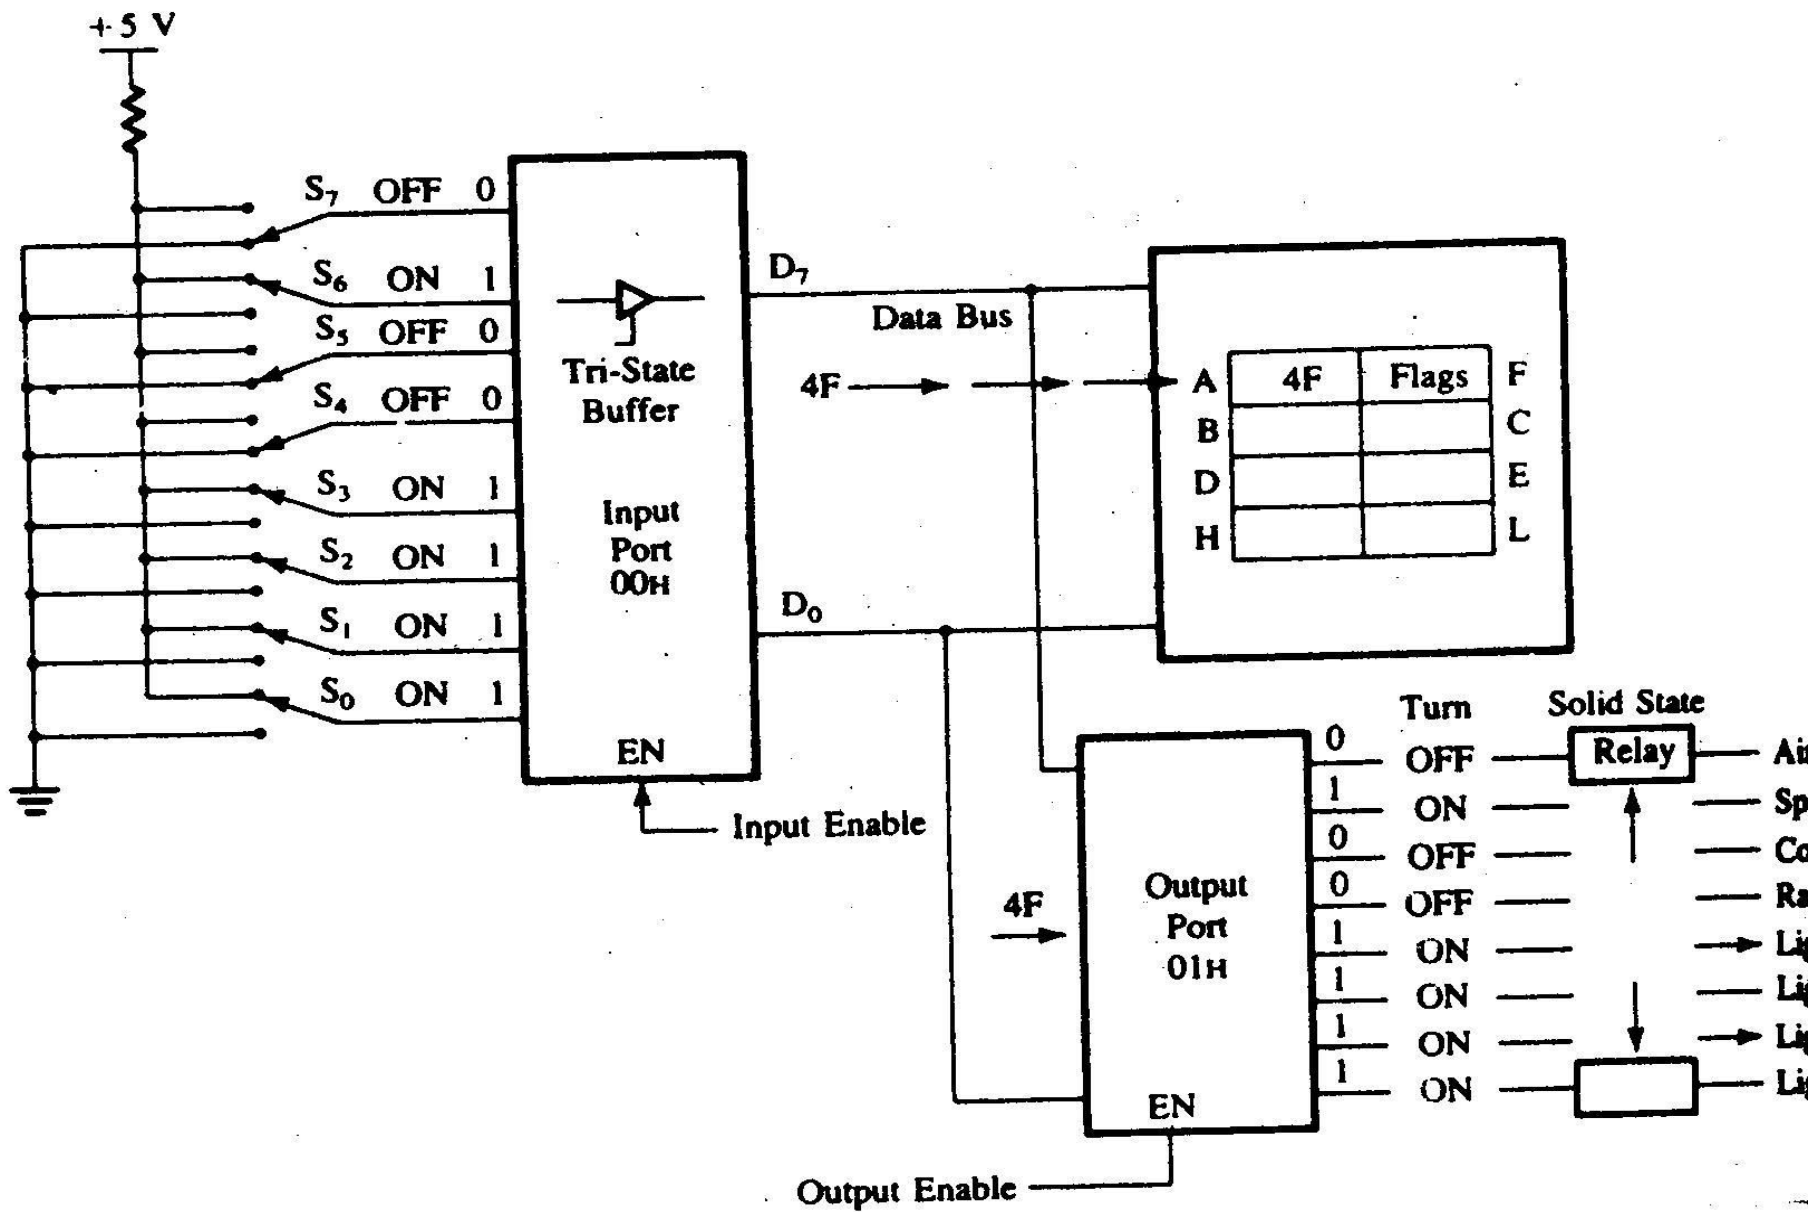 +5 V
S7 OFF 0
S6 ON 1
S5 OFF 0
S4 OFF 0
S3 ON 1
S2 ON 1
S1 ON 1
S0 ON 1
Tri-State
Buffer
Input
Port
00H
EN
Input Enable
D7
Data Bus
4F
D0
A 4F Flags F
B C
D E
H L
4F
Output
Port
01H
EN
Output Enable
Turn
Solid State
0 OFF Relay
1 ON
0 OFF
0 OFF
1 ON
1 ON
1 ON
1 ON